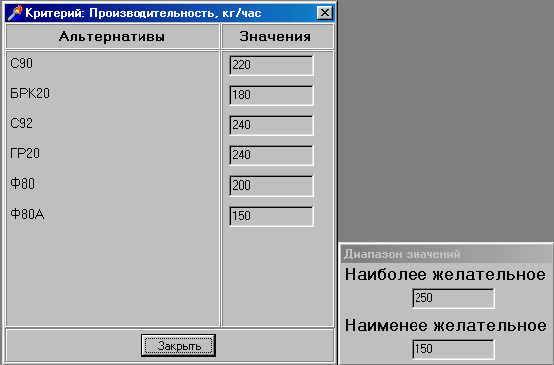 Критерий: Производительность, кг/час
Альтернативы Значения
С90 220
БРК20 180
С92 240
ГР20 240
Ф80 200
Ф80А 150
Закрыть
Диапазон значений
Наиболее желательное
250
Наименее желательное
150